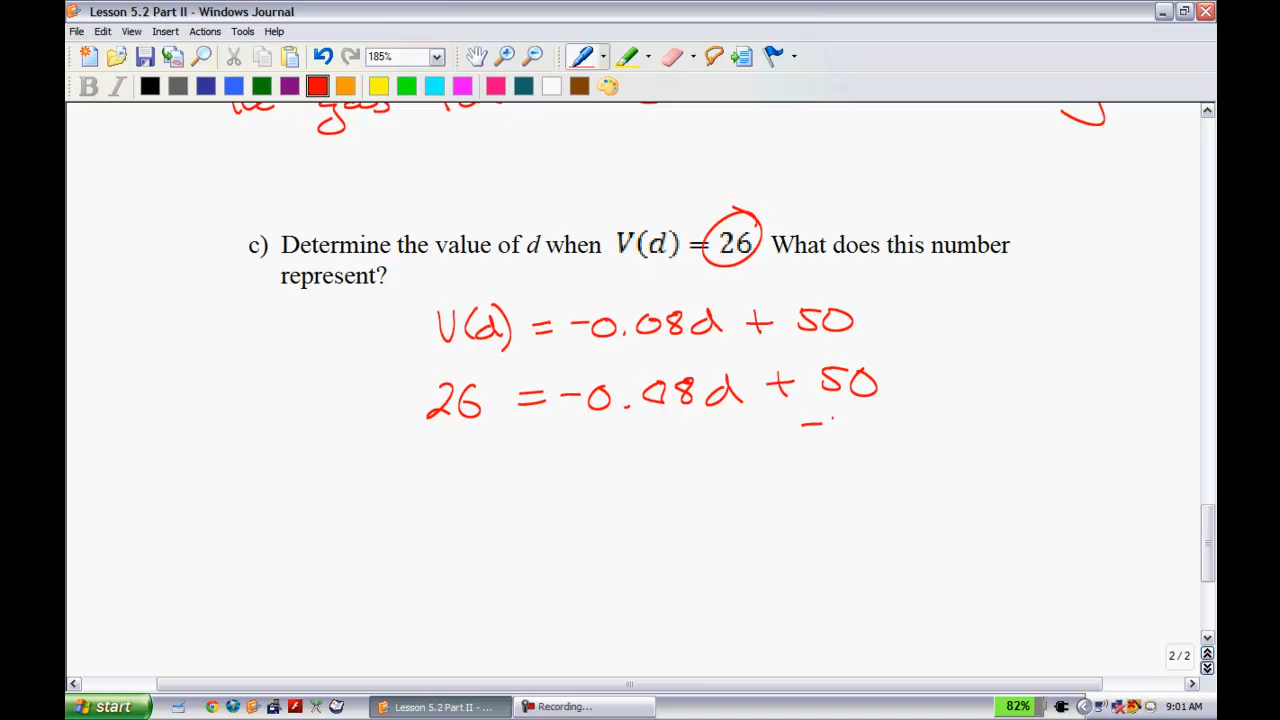 Lesson 5.2 Part II - Windows Journal
File Edit View Insert Actions Tools Help
185%
B I
c) Determine the value of d when V(d) = 26. What does this number
represent?
V(d) = -0.08d + 50
26 = -0.08d + 50
-
2/2
start
Lesson 5.2 Part II - ...
Recording...
82%
9:01 AM